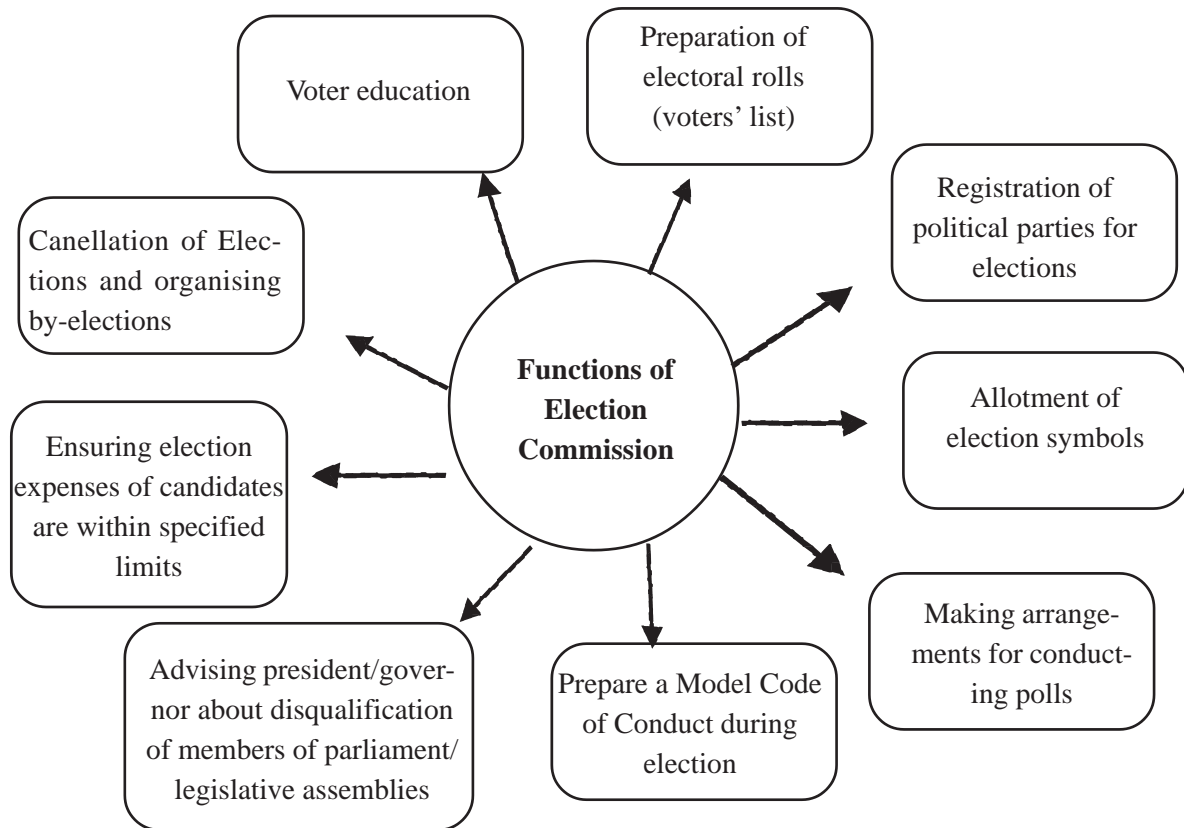 Voter education
Preparation of
electoral rolls
(voters’ list)
Registration of
political parties for
elections
Canellation of Elec-
tions and organising
by-elections
Functions of
Election
Commission
Allotment of
election symbols
Ensuring election
expenses of candidates
are within specified
limits
Making arrange-
ments for conduct-
ing polls
Advising president/gover-
nor about disqualification
of members of parliament/
legislative assemblies
Prepare a Model Code
of Conduct during
election